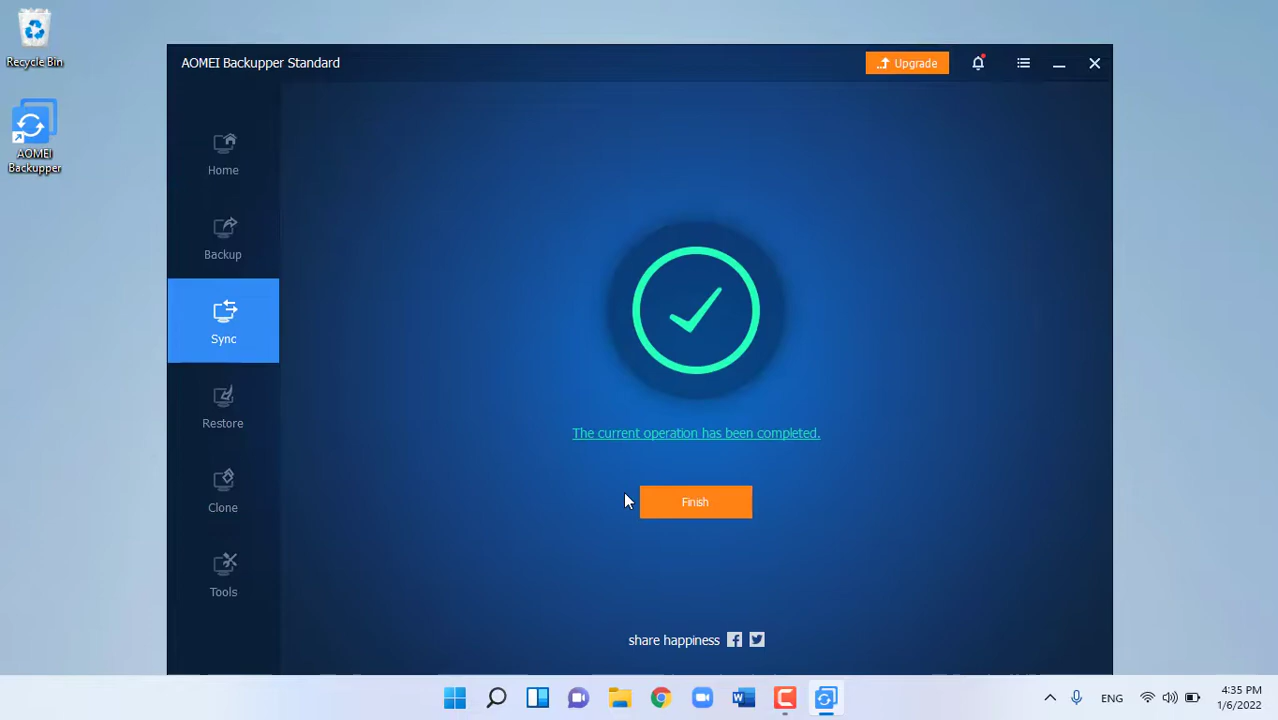 Recycle Bin
AOMEI
Backupper
AOMEI Backupper Standard
Upgrade
Home
Backup
Sync
Restore
Clone
Tools
The current operation has been completed.
Finish
share happiness
ENG
4:35 PM
1/6/2022